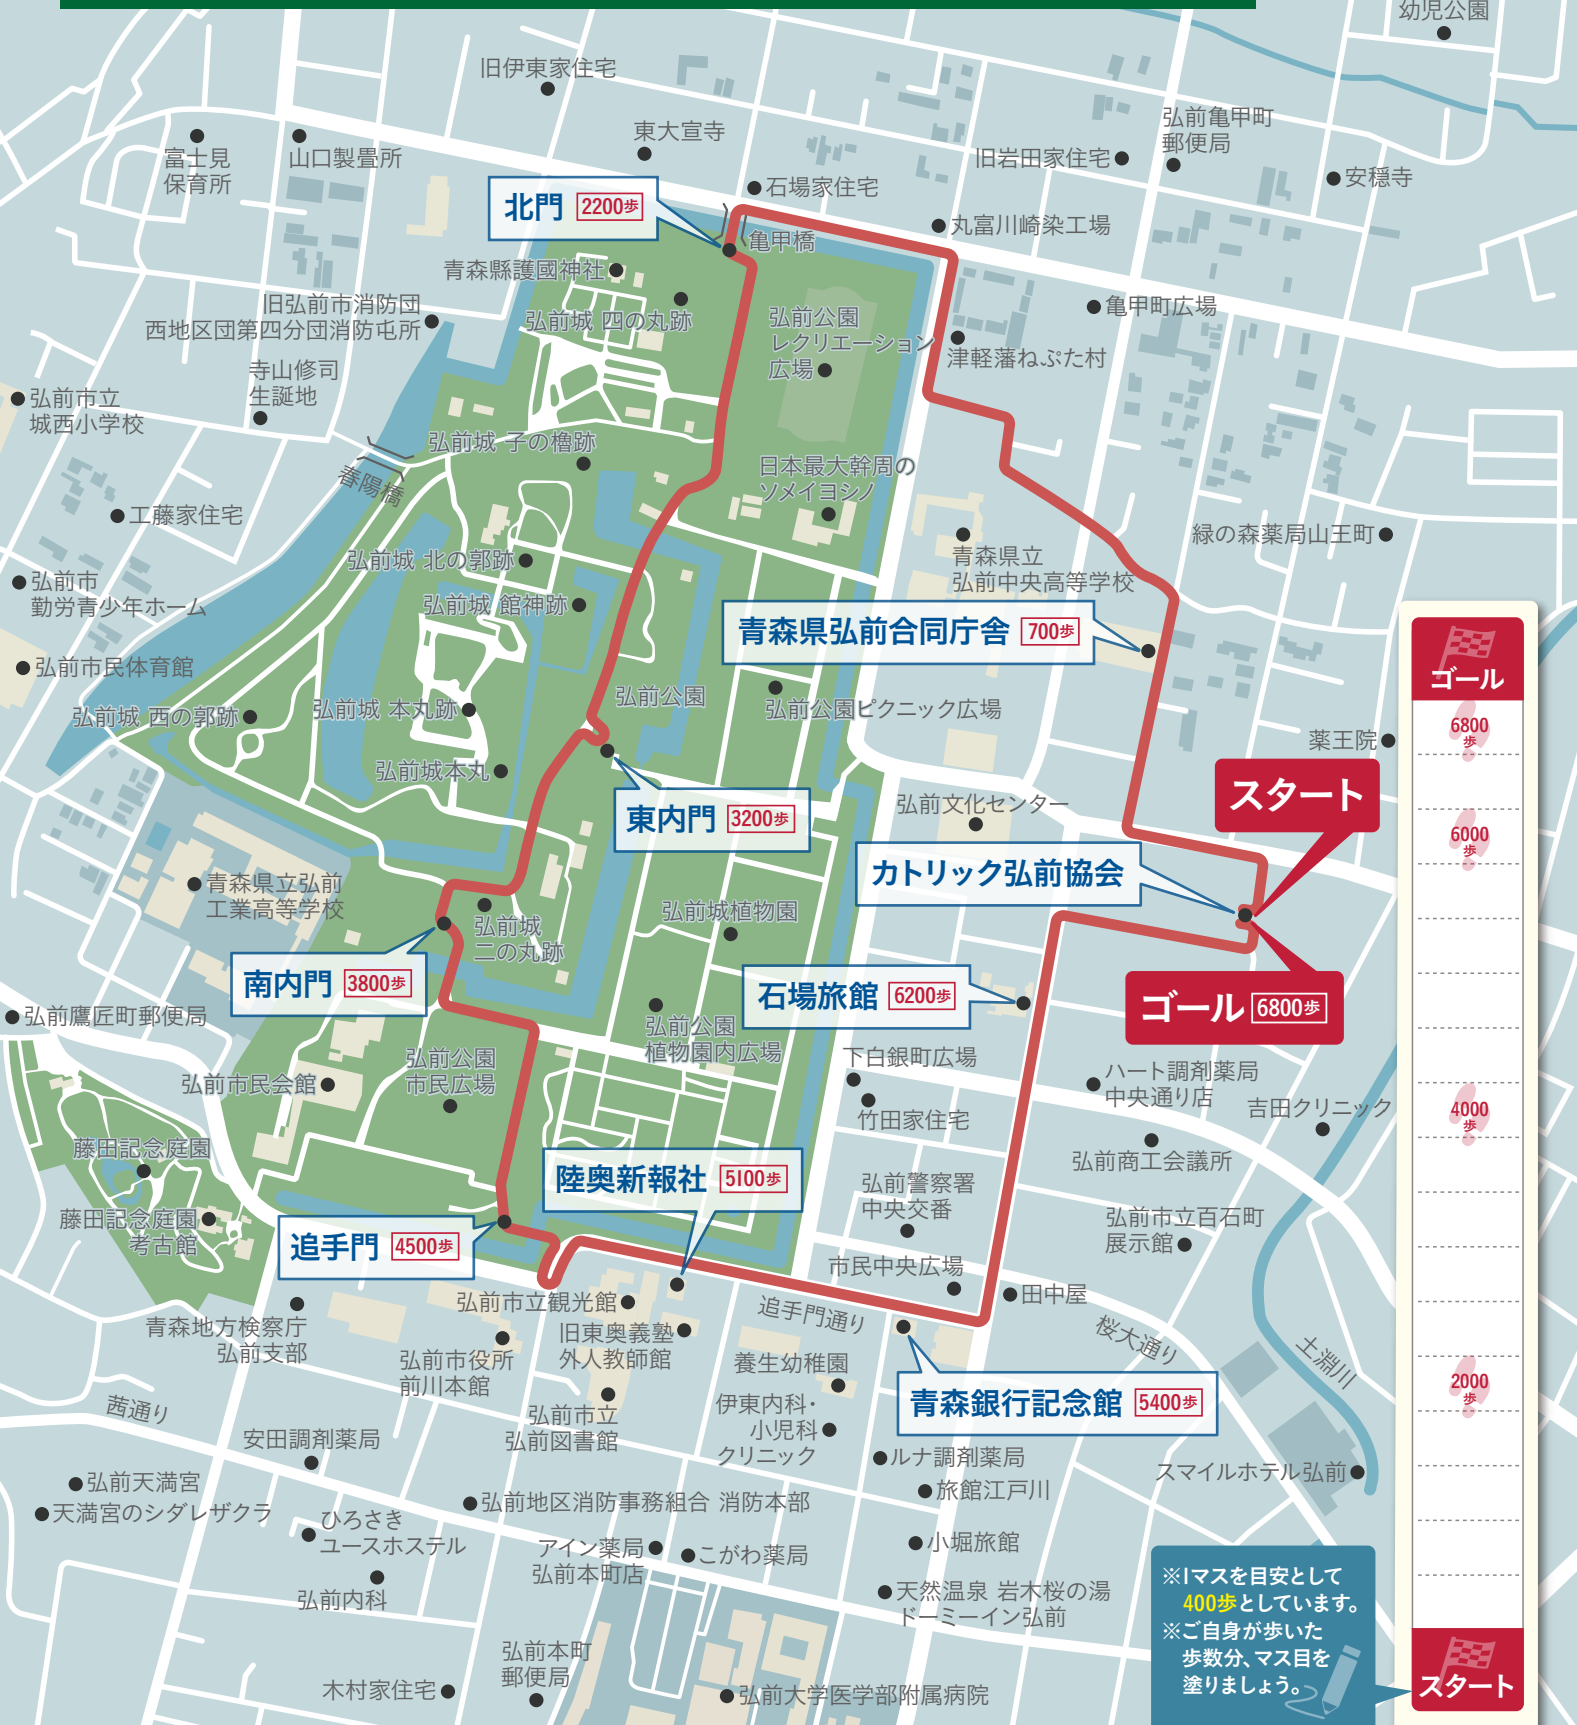 幼児公園
旧伊東家住宅
東大宣寺
弘前亀甲町
郵便局
富士見
保育所
山口製畳所
旧岩田家住宅
安穏寺
石場家住宅
北門 2200歩
丸富川崎染工場
亀甲橋
青森縣護國神社
旧弘前市消防団
西地区団第四分団消防屯所
弘前城 四の丸跡
弘前公園
レクリエーション
広場
亀甲町広場
津軽藩ねぷた村
寺山修司
生誕地
弘前市立
城西小学校
弘前城 子の櫓跡
春陽橋
日本最大幹周の
ソメイヨシノ
工藤家住宅
緑の森薬局山王町
青森県立
弘前中央高等学校
弘前城 北の郭跡
弘前市
勤労青少年ホーム
弘前城 館神跡
青森県弘前合同庁舎 700歩
弘前市民体育館
弘前公園
弘前公園ピクニック広場
弘前城 西の郭跡
弘前城 本丸跡
薬王院
弘前城本丸
スタート
弘前文化センター
東内門 3200歩
カトリック弘前協会
青森県立弘前
工業高等学校
弘前城
二の丸跡
弘前城植物園
南内門 3800歩
石場旅館 6200歩
ゴール 6800歩
弘前鷹匠町郵便局
弘前公園
植物園内広場
弘前公園
市民広場
下白銀町広場
弘前市民会館
ハート調剤薬局
中央通り店
吉田クリニック
竹田家住宅
藤田記念庭園
弘前商工会議所
陸奥新報社 5100歩
弘前警察署
中央交番
藤田記念庭園
考古館
弘前市立百石町
展示館
追手門 4500歩
市民中央広場
田中屋
弘前市立観光館
追手門通り
桜大通り
土淵川
青森地方検察庁
弘前支部
旧東奥義塾
外人教師館
弘前市役所
前川本館
養生幼稚園
青森銀行記念館 5400歩
茜通り
弘前市立
弘前図書館
伊東内科・
小児科
クリニック
安田調剤薬局
ルナ調剤薬局
スマイルホテル弘前
弘前天満宮
旅館江戸川
天満宮のシダレザクラ
弘前地区消防事務組合 消防本部
ひろさき
ユースホステル
アイン薬局
弘前本町店
こがわ薬局
小堀旅館
弘前内科
天然温泉 岩木桜の湯
ドーミーイン弘前
弘前本町
郵便局
木村家住宅
弘前大学医学部附属病院
※1マスを目安として
400歩としています。
※ご自身が歩いた
歩数分、マス目を
塗りましょう。
ゴール
6800
歩
6000
歩
4000
歩
2000
歩
スタート